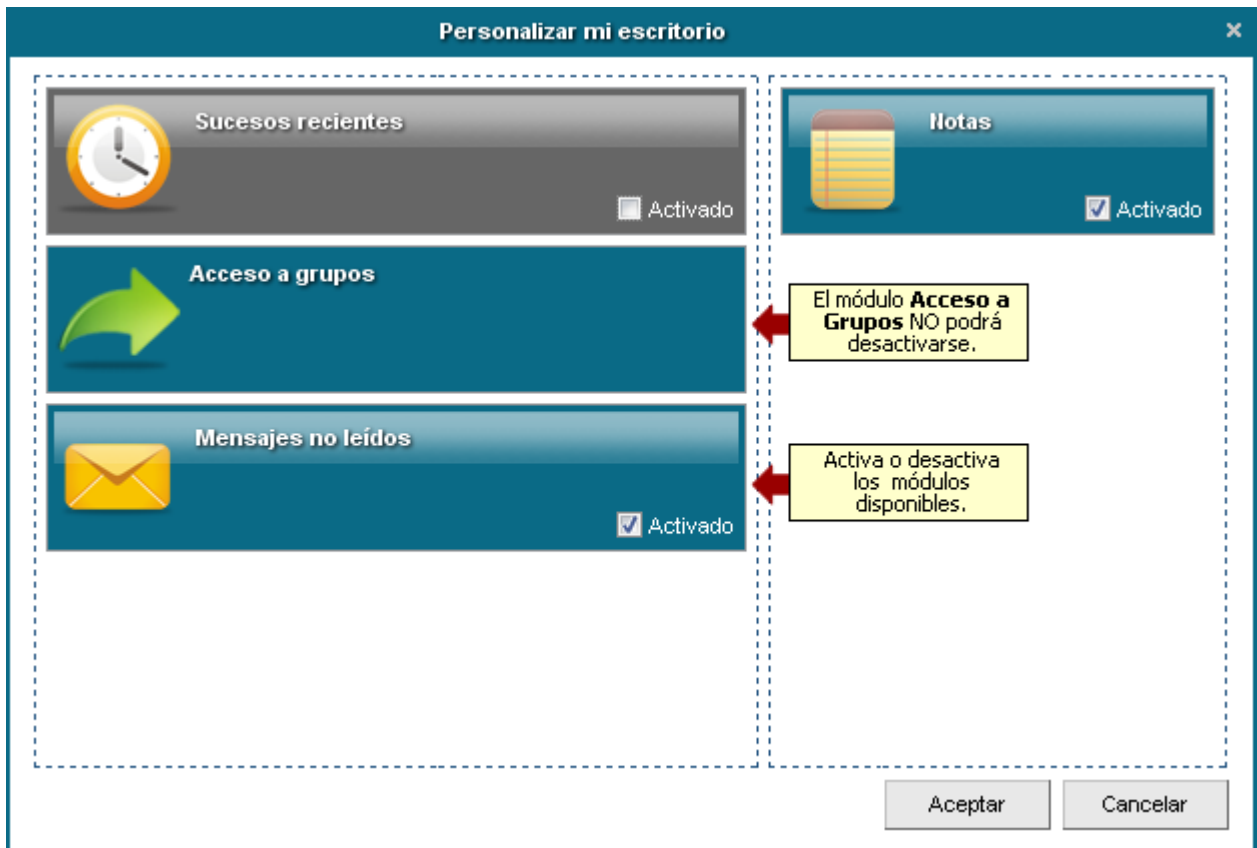 Personalizar mi escritorio
Sucesos recientes
Activado
Acceso a grupos
Mensajes no leídos
Activado
Notas
Activado
El módulo Acceso a
Grupos NO podrá
desactivarse.
Activa o desactiva
los módulos
disponibles.
Aceptar
Cancelar